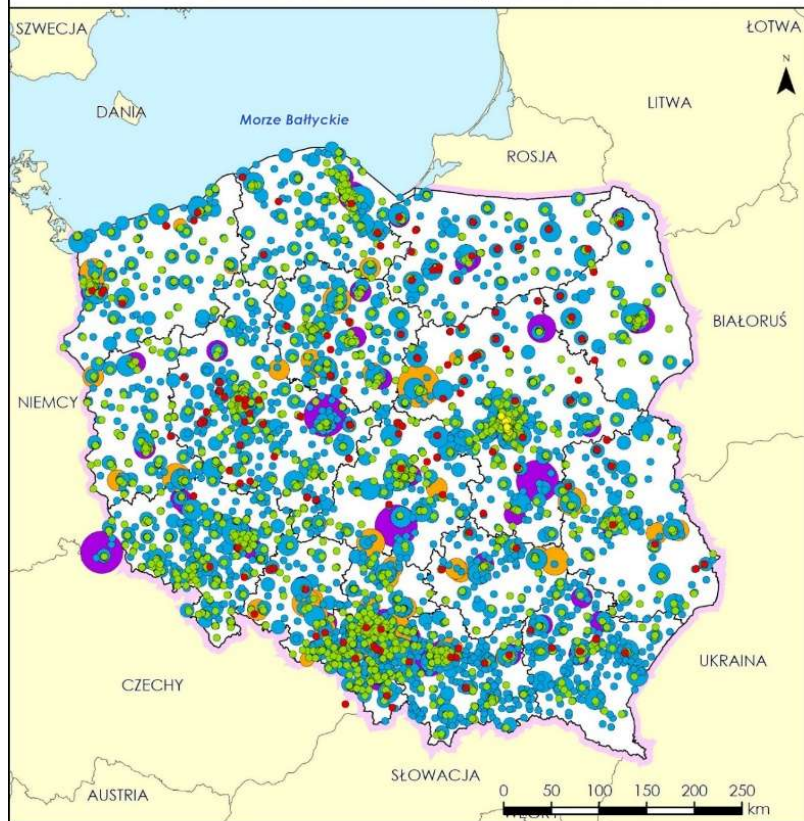 SZWECJA
ŁOTWA
N
DANIA
LITWA
Morze Bałtyckie
ROSJA
BIAŁORUŚ
NIEMCY
UKRAINA
CZECHY
SŁOWACJA
AUSTRIA
0 50 100 150 200 250
km